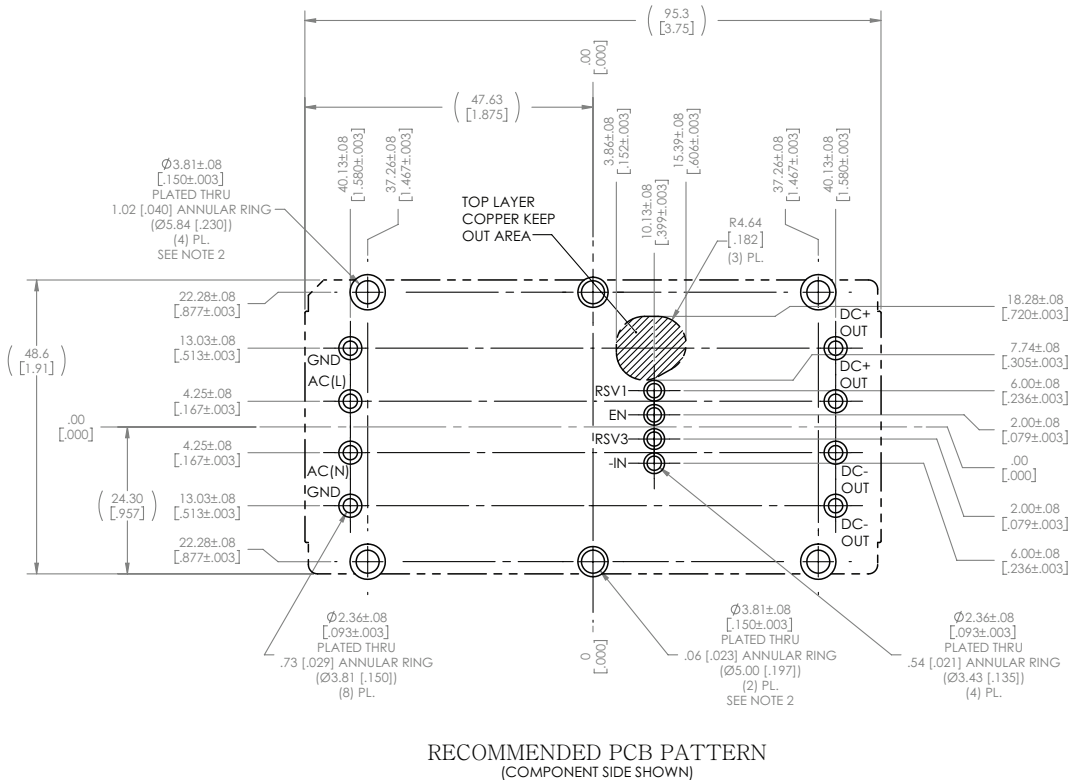 ( 95.3 )
[3.75]
.00
[.000]
( 47.63 )
[1.875]
40.13±.08
[1.580±.003]
37.26±.08
[1.467±.003]
3.86±.08
[.152±.003]
10.13±.08
[.399±.003]
15.39±.08
[.606±.003]
37.26±.08
[1.467±.003]
40.13±.08
[1.580±.003]
Ø3.81±.08
[.150±.003]
PLATED THRU
1.02 [.040] ANNULAR RING
(Ø5.84 [.230])
(4) PL.
SEE NOTE 2
TOP LAYER
COPPER KEEP
OUT AREA
R4.64
[.182]
(3) PL.
22.28±.08
[.877±.003]
13.03±.08
[.513±.003]
4.25±.08
[.167±.003]
.00
[.000]
4.25±.08
[.167±.003]
13.03±.08
[.513±.003]
22.28±.08
[.877±.003]
( 48.6 )
[1.91]
( 24.30 )
[.957]
GND
AC(L)
AC(N)
GND
RSV1
EN
RSV3
-IN
DC+
OUT
DC+
OUT
DC-
OUT
DC-
OUT
18.28±.08
[.720±.003]
7.74±.08
[.305±.003]
6.00±.08
[.236±.003]
2.00±.08
[.079±.003]
.00
[.000]
2.00±.08
[.079±.003]
6.00±.08
[.236±.003]
Ø2.36±.08
[.093±.003]
PLATED THRU
.73 [.029] ANNULAR RING
(Ø3.81 [.150])
(8) PL.
0
[.000]
Ø3.81±.08
[.150±.003]
PLATED THRU
.06 [.023] ANNULAR RING
(Ø5.00 [.197])
(2) PL.
SEE NOTE 2
Ø2.36±.08
[.093±.003]
PLATED THRU
.54 [.021] ANNULAR RING
(Ø3.43 [.135])
(4) PL.
RECOMMENDED PCB PATTERN
(COMPONENT SIDE SHOWN)